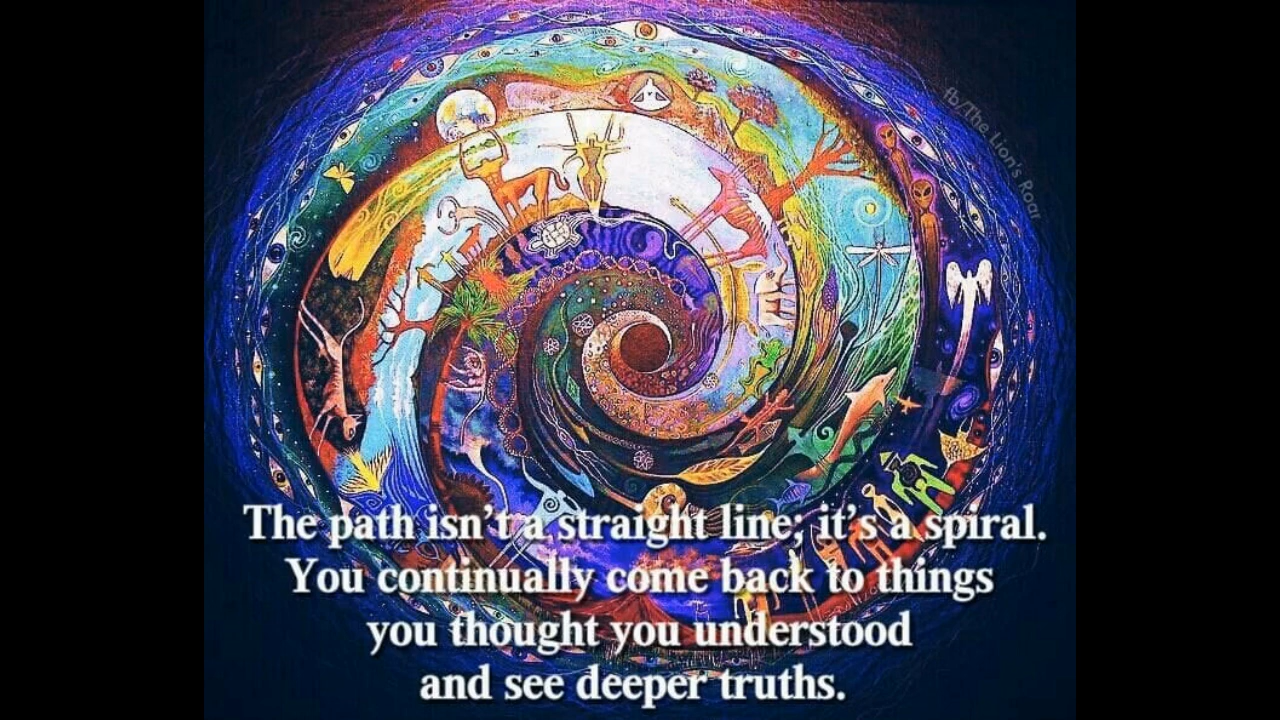 fb/The Lion's Roar
The path isn't a straight line; it's a spiral.
You continually come back to things
you thought you understood
and see deeper truths.